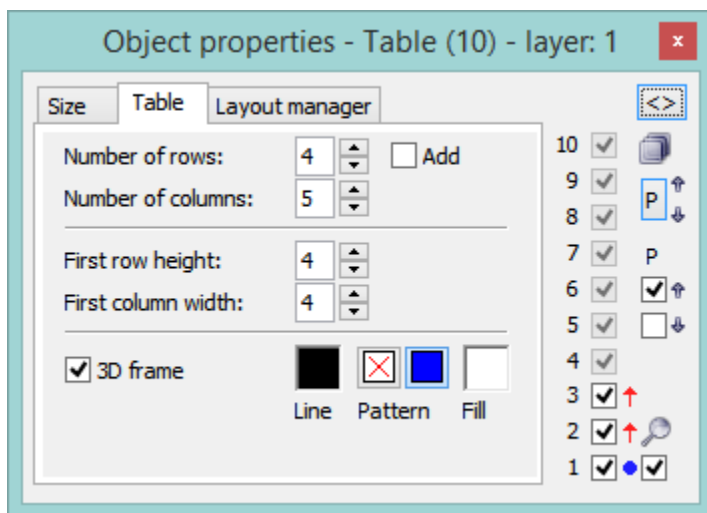 Object properties - Table (10) - layer: 1
x
Size Table Layout manager
<>
Number of rows: 4 Add
Number of columns: 5
First row height: 4
First column width: 4
3D frame
Line Pattern Fill
10
9
8 P
7 P
6
5
4
3
2
1